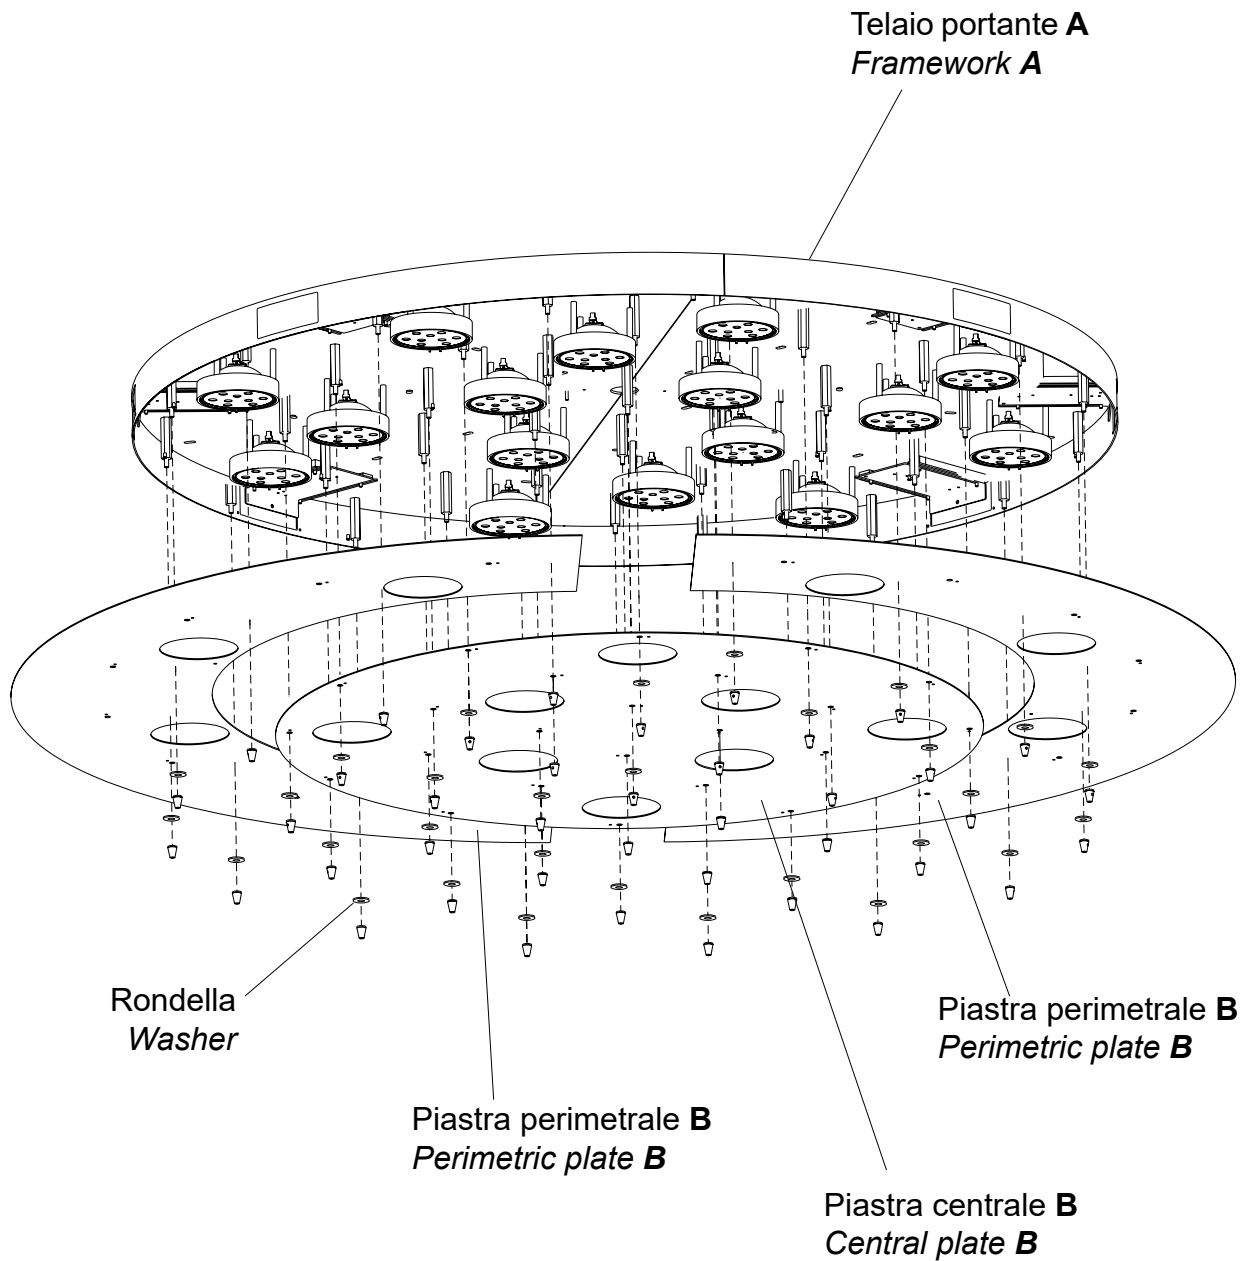 Telaio portante A
Framework A
Rondella
Washer
Piastra perimetrale B
Perimetric plate B
Piastra perimetrale B
Perimetric plate B
Piastra centrale B
Central plate B